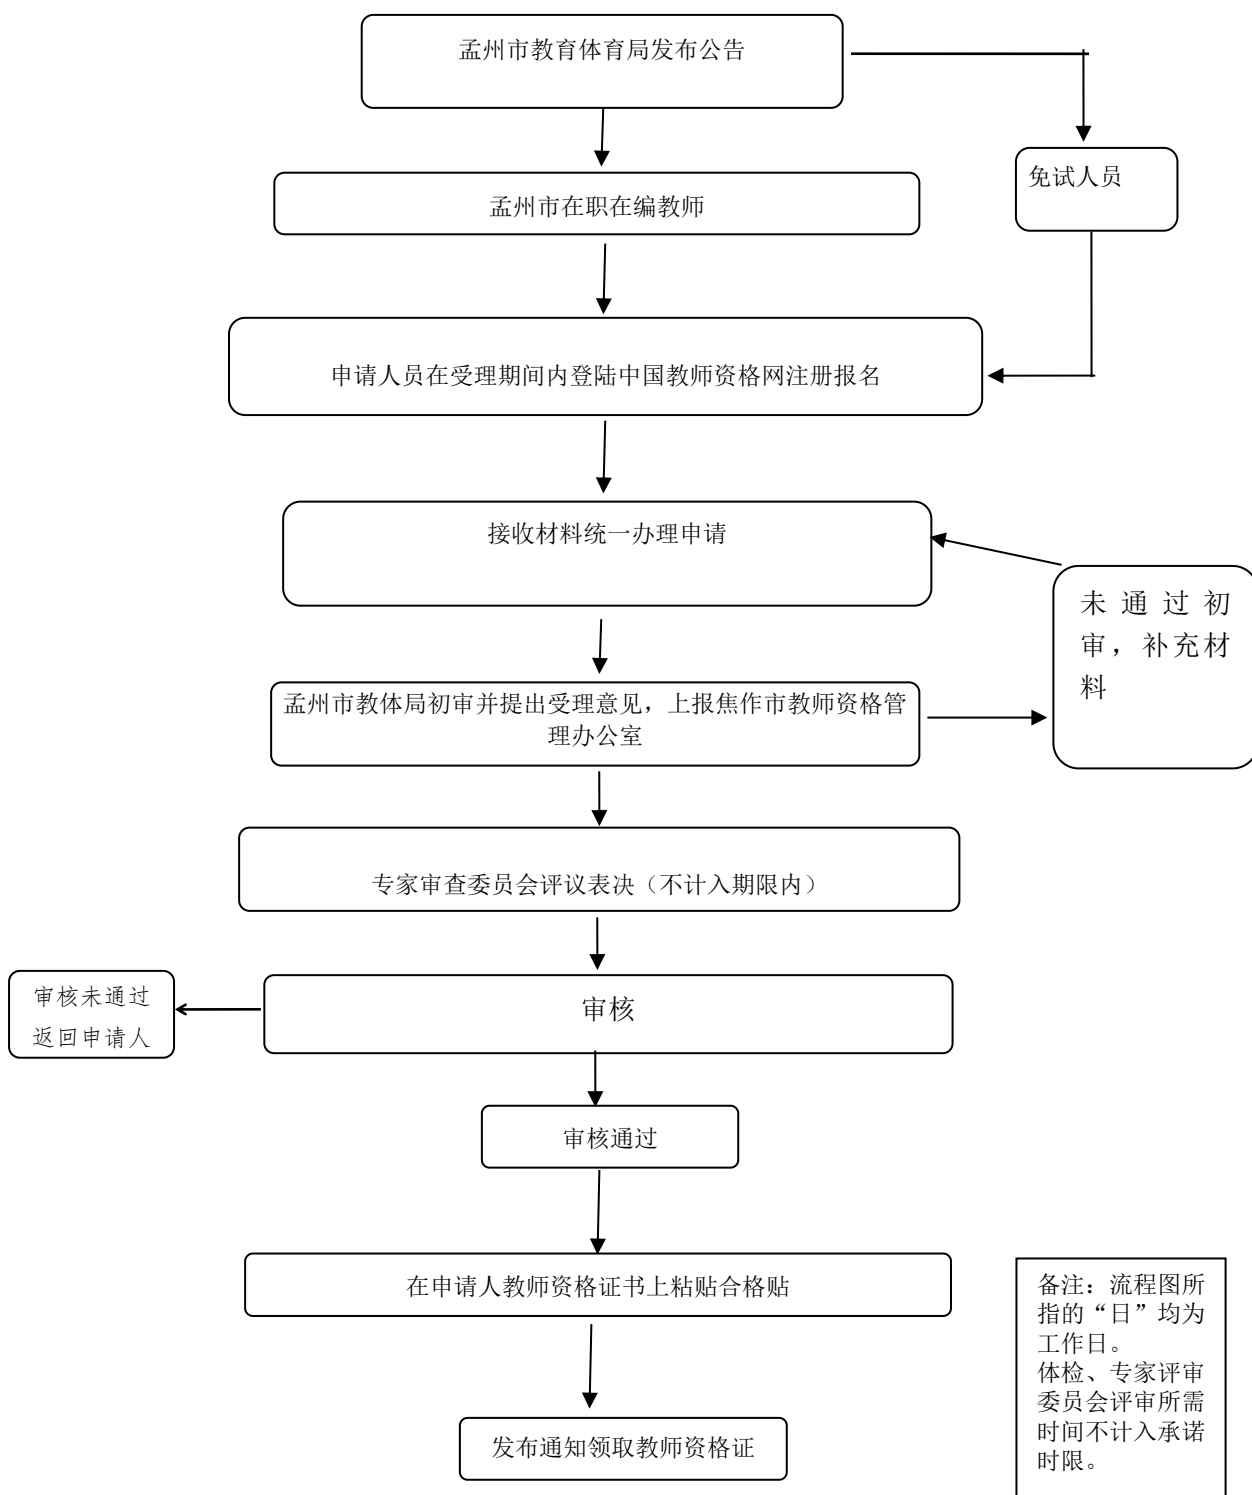 孟州市教育体育局发布公告
免试人员
孟州市在职在编教师
申请人员在受理期间内登陆中国教师资格网注册报名
接收材料统一办理申请
未通过初
审，补充材
料
孟州市教体局初审并提出受理意见，上报焦作市教师资格管
理办公室
专家审查委员会评议表决（不计入期限内）
审核未通过
返回申请人
审核
审核通过
在申请人教师资格证书上粘贴合格贴
发布通知领取教师资格证
备注：流程图所
指的“日”均为
工作日。
体检、专家评审
委员会评审所需
时间不计入承诺
时限。